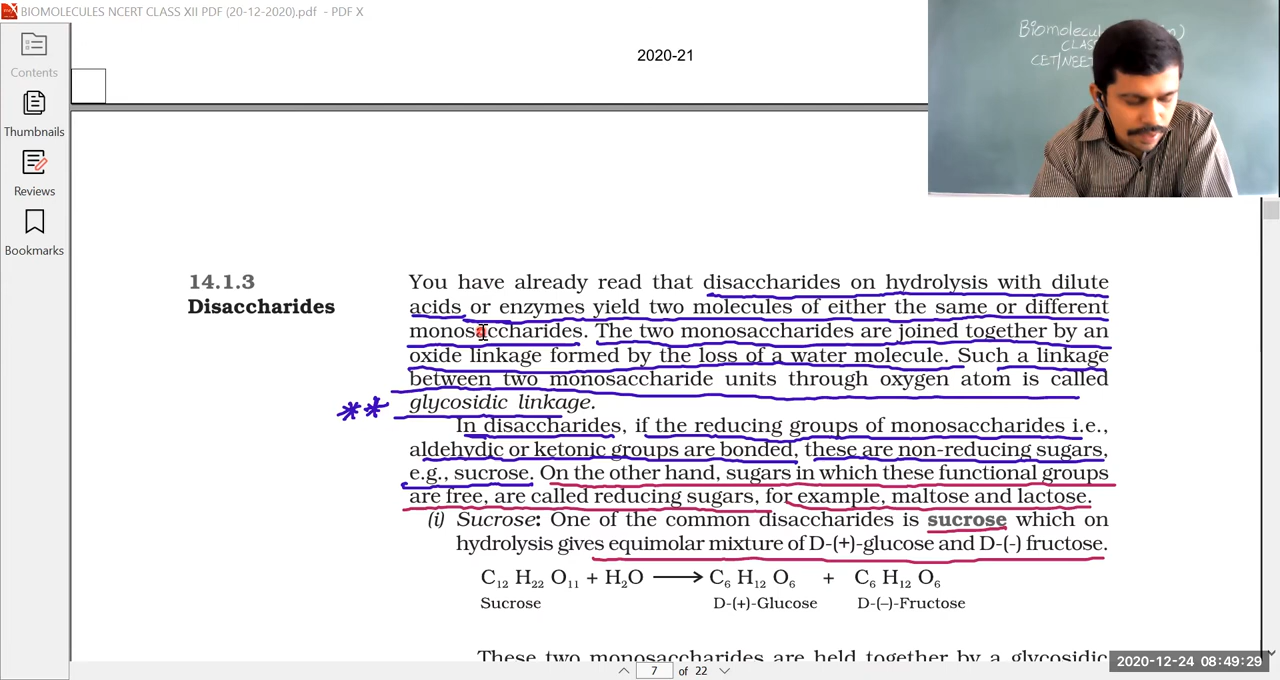 BIOMOLECULES NCERT CLASS XII PDF (20-12-2020).pdf - PDF X
Contents
Thumbnails
Reviews
Bookmarks
2020-21
CLAS
CET/NEET
14.1.3
Disaccharides
You have already read that disaccharides on hydrolysis with dilute
acids or enzymes yield two molecules of either the same or different
monosaccharides. The two monosaccharides are joined together by an
oxide linkage formed by the loss of a water molecule. Such a linkage
between two monosaccharide units through oxygen atom is called
** glycosidic linkage.
In disaccharides, if the reducing groups of monosaccharides i.e.,
aldehydic or ketonic groups are bonded, these are non-reducing sugars,
e.g., sucrose. On the other hand, sugars in which these functional groups
are free, are called reducing sugars, for example, maltose and lactose.
(i) Sucrose: One of the common disaccharides is sucrose which on
hydrolysis gives equimolar mixture of D-(+)-glucose and D-(-) fructose.
C₁₂ H₂₂ O₁₁ + H₂O ⟶ C₆ H₁₂ O₆ + C₆ H₁₂ O₆
Sucrose D-(+)-Glucose D-(–)-Fructose
These two monosaccharides are held together by a glycosidic
7 of 22
2020-12-24 08:49:29